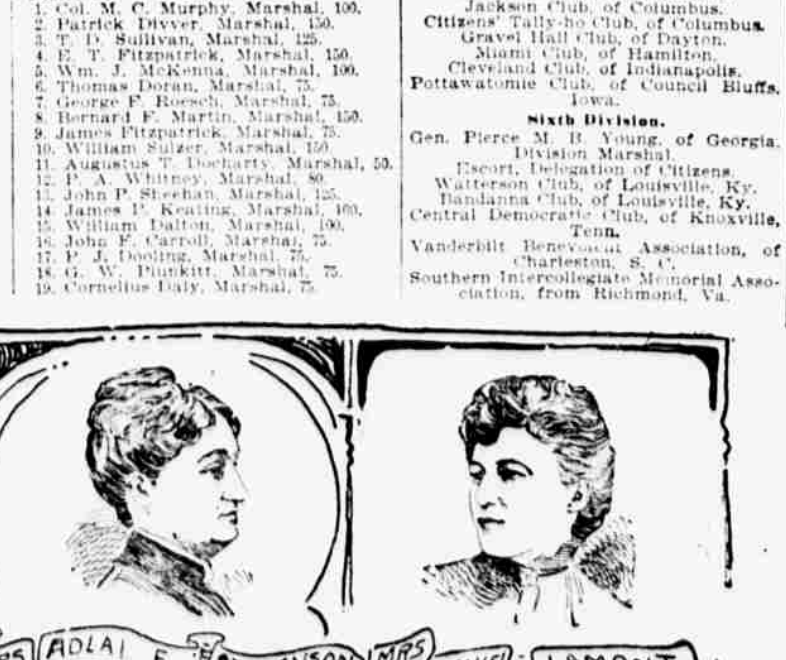 1. Col. M. C. Murphy, Marshal, 100.
2. Patrick Divver, Marshal, 150.
3. T. D. Sullivan, Marshal, 125.
4. E. T. Fitzpatrick, Marshal, 150.
5. Wm. J. McKenna, Marshal, 100.
6. Thomas Doran, Marshal, 75.
7. George F. Roesch, Marshal, 75.
8. Bernard F. Martin, Marshal, 150.
9. James Fitzpatrick, Marshal, 75.
10. William Sulzer, Marshal, 150.
11. Augustus T. Docharty, Marshal, 50.
12. P. A. Whitney, Marshal, 80.
13. John P. Sheehan, Marshal, 125.
14. James P. Keating, Marshal, 100.
15. William Dalton, Marshal, 100.
16. John F. Carroll, Marshal, 75.
17. P. J. Dooling, Marshal, 75.
18. G. W. Plunkitt, Marshal, 75.
19. Cornelius Daly, Marshal, 75.
Jackson Club, of Columbus.
Citizens' Tally-ho Club, of Columbus.
Gravel Hall Club, of Dayton.
Miami Club, of Hamilton.
Cleveland Club, of Indianapolis.
Pottawatomie Club, of Council Bluffs,
Iowa.
Sixth Division.
Gen. Pierce M. B. Young, of Georgia,
Division Marshal.
Escort, Delegation of Citizens.
Watterson Club, of Louisville, Ky.
Bandanna Club, of Louisville, Ky.
Central Democratic Club, of Knoxville,
Tenn.
Vanderbilt Benevolent Association, of
Charleston, S. C.
Southern Intercollegiate Memorial Asso-
ciation, from Richmond, Va.
ADLAI E. MRS LAMONT